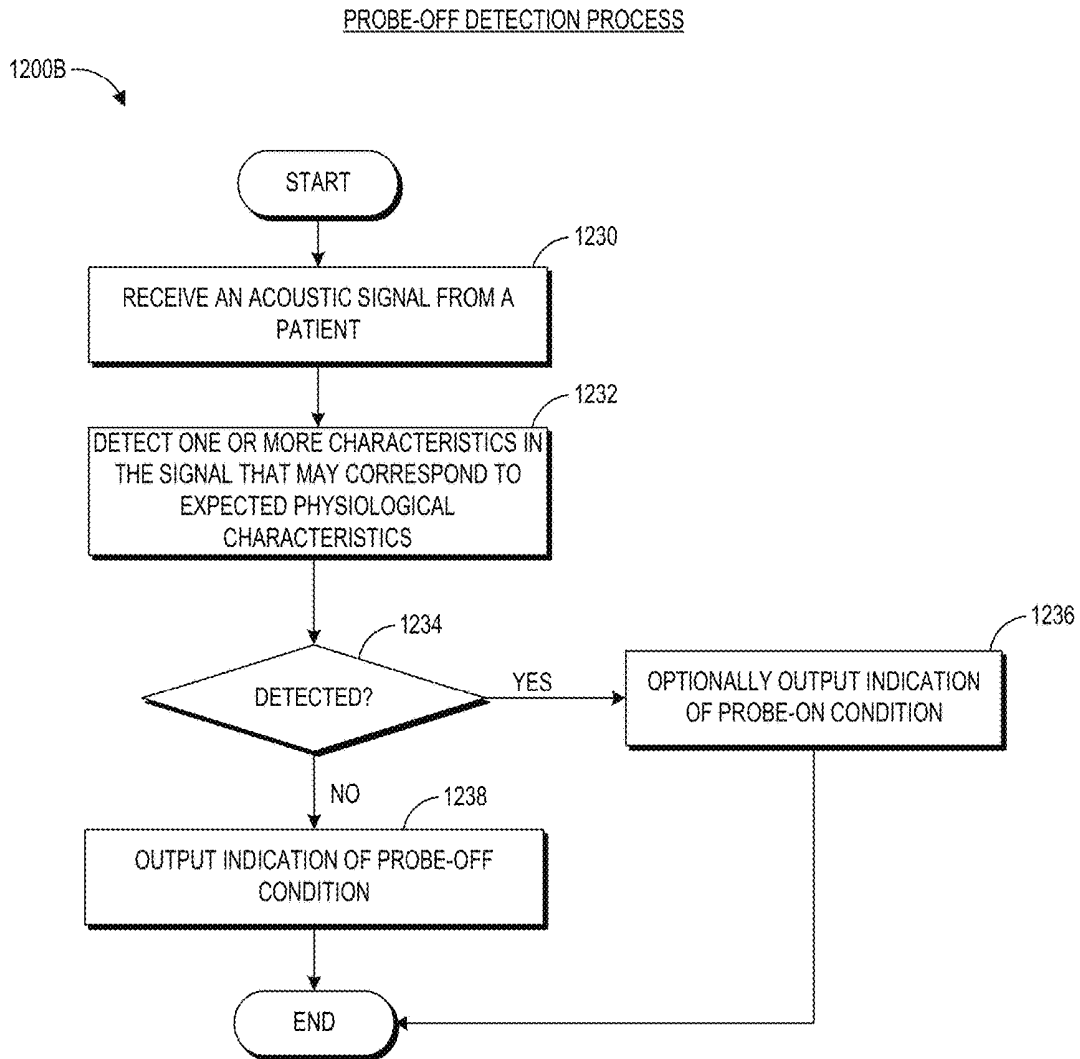 PROBE-OFF DETECTION PROCESS
1200B
START
1230
RECEIVE AN ACOUSTIC SIGNAL FROM A
PATIENT
1232
DETECT ONE OR MORE CHARACTERISTICS IN
THE SIGNAL THAT MAY CORRESPOND TO
EXPECTED PHYSIOLOGICAL
CHARACTERISTICS
1234
DETECTED?
YES
1236
OPTIONALLY OUTPUT INDICATION
OF PROBE-ON CONDITION
NO
1238
OUTPUT INDICATION OF PROBE-OFF
CONDITION
END